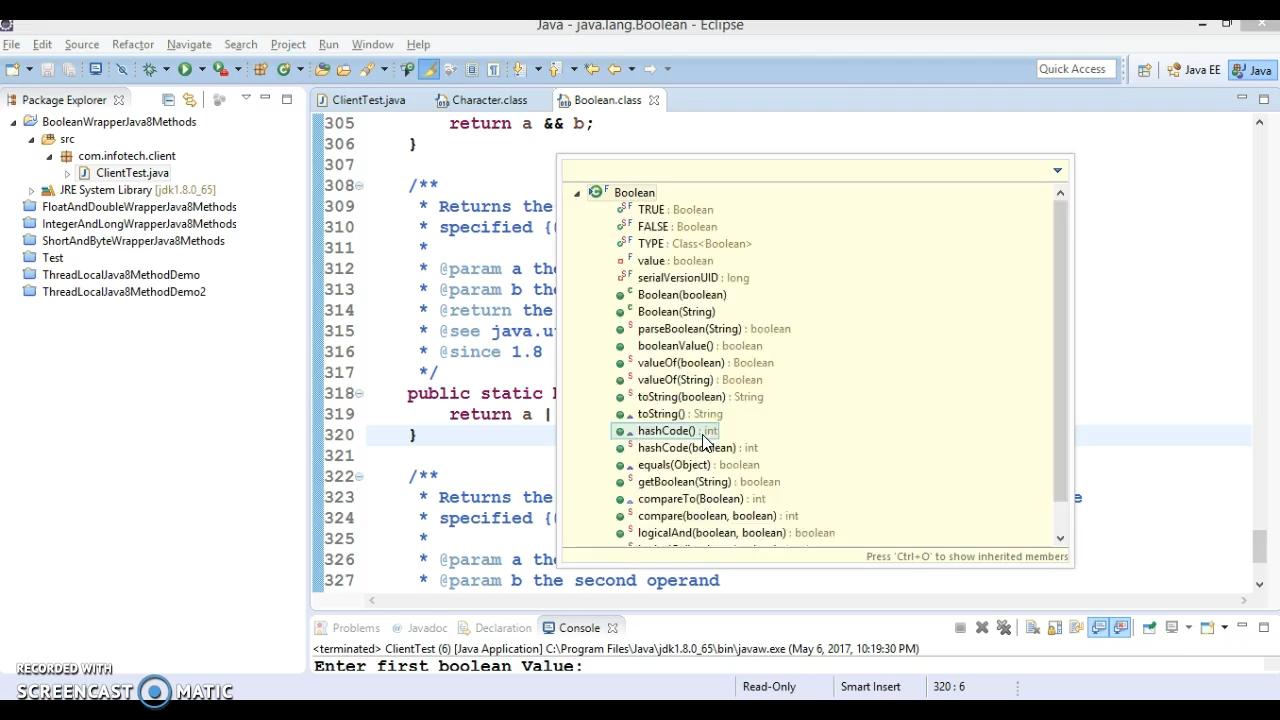 Java - java.lang.Boolean - Eclipse
File Edit Source Refactor Navigate Search Project Run Window Help
Quick Access Java EE Java
Package Explorer
BooleanWrapperJava8Methods
src
com.infotech.client
ClientTest.java
JRE System Library [jdk1.8.0_65]
FloatAndDoubleWrapperJava8Methods
IntegerAndLongWrapperJava8Methods
ShortAndByteWrapperJava8Methods
Test
ThreadLocalJava8MethodDemo
ThreadLocalJava8MethodDemo2
ClientTest.java Character.class Boolean.class
305 return a && b;
306 }
307
308 /**
309 * Returns the
310 * specified {
311 *
312 * @param a the
313 * @param b the
314 * @return the
315 * @see java.u
316 * @since 1.8
317 */
318 public static
319 return a |
320 }
321
322 /**
323 * Returns the e
324 * specified {
325 *
326 * @param a the
327 * @param b the second operand
Boolean
TRUE : Boolean
FALSE : Boolean
TYPE : Class<Boolean>
value : boolean
serialVersionUID : long
Boolean(boolean)
Boolean(String)
parseBoolean(String) : boolean
booleanValue() : boolean
valueOf(boolean) : Boolean
valueOf(String) : Boolean
toString(boolean) : String
toString() : String
hashCode() : int
hashCode(boolean) : int
equals(Object) : boolean
getBoolean(String) : boolean
compareTo(Boolean) : int
compare(boolean, boolean) : int
logicalAnd(boolean, boolean) : boolean
Press 'Ctrl+O' to show inherited members
Problems Javadoc Declaration Console
<terminated> ClientTest (6) [Java Application] C:\Program Files\Java\jdk1.8.0_65\bin\javaw.exe (May 6, 2017, 10:19:30 PM)
Enter first boolean Value:
Read-Only Smart Insert 320 : 6
RECORDED WITH
SCREENCAST MATIC